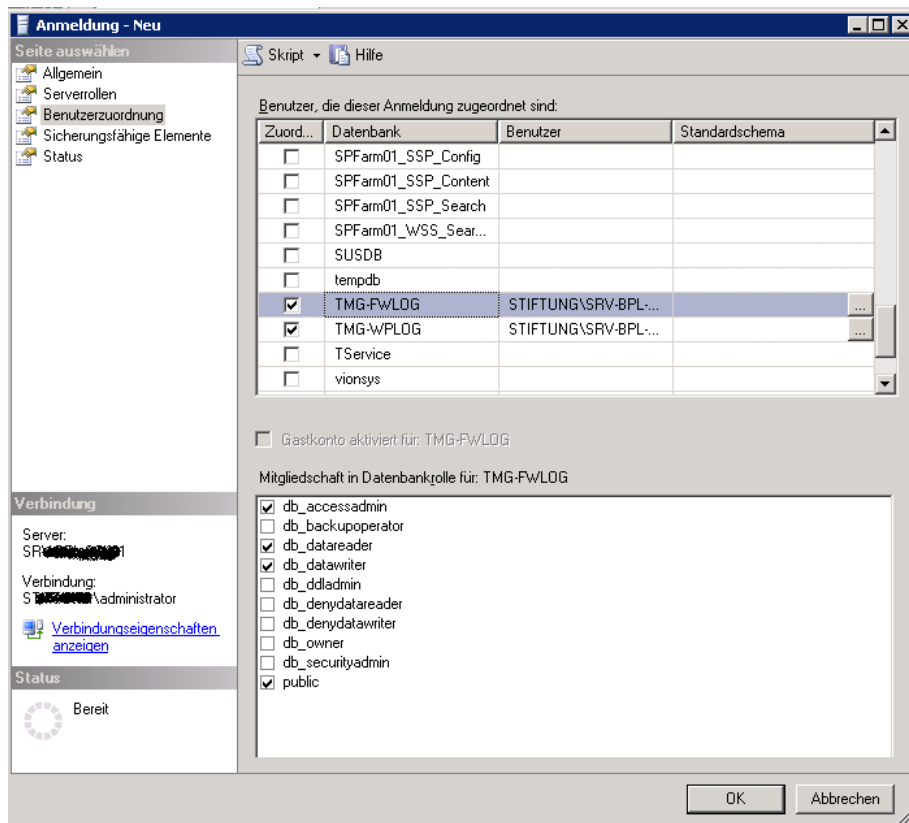 Anmeldung - Neu
Seite auswählen
Allgemein
Serverrollen
Benutzerzuordnung
Sicherungsfähige Elemente
Status
Skript
Hilfe
Benutzer, die dieser Anmeldung zugeordnet sind:
Zuord... Datenbank Benutzer Standardschema
SPFarm01_SSP_Config
SPFarm01_SSP_Content
SPFarm01_SSP_Search
SPFarm01_WSS_Sear...
SUSDB
tempdb
TMG-FWLOG STIFTUNG\SRV-BPL-... ...
TMG-WPLOG STIFTUNG\SRV-BPL-... ...
TService
vionsys
Gastkonto aktiviert für: TMG-FWLOG
Mitgliedschaft in Datenbankrolle für: TMG-FWLOG
db_accessadmin
db_backupoperator
db_datareader
db_datawriter
db_ddladmin
db_denydatareader
db_denydatawriter
db_owner
db_securityadmin
public
Verbindung
Server:
Verbindung:
\administrator
Verbindungseigenschaften
anzeigen
Status
Bereit
OK
Abbrechen